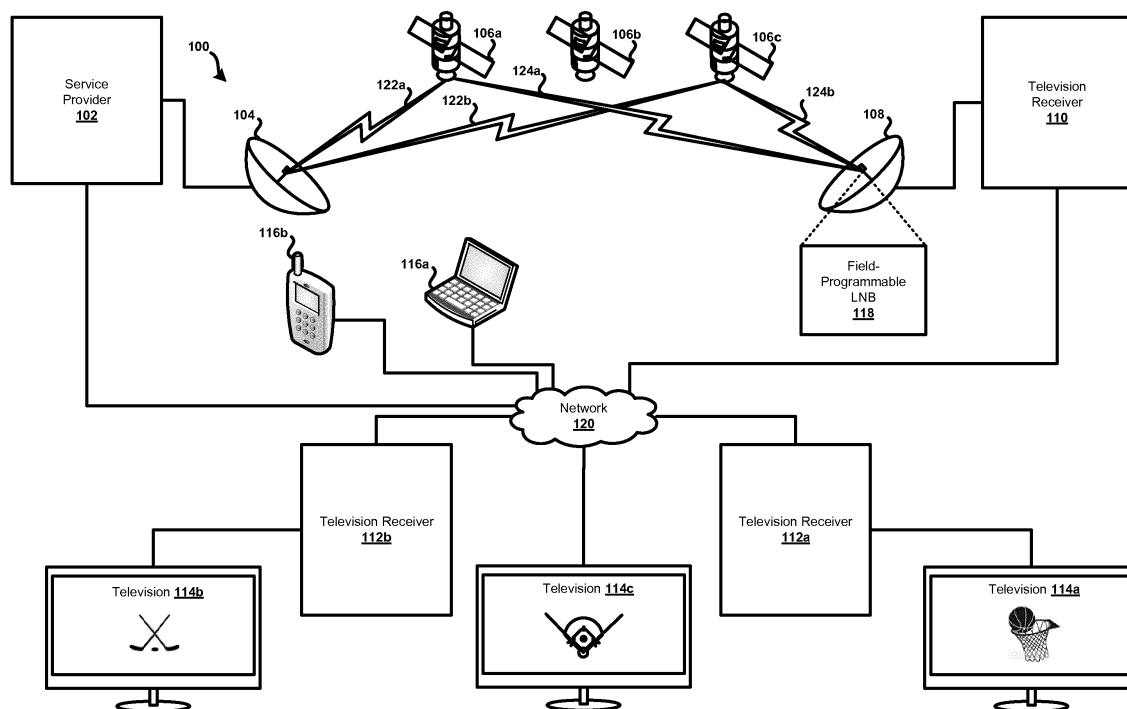 106a
106b
106c
100
Service
Provider
102
122a
124a
122b
124b
104
108
Television
Receiver
110
116b
116a
Field-
Programmable
LNB
118
Network
120
Television Receiver
112b
Television Receiver
112a
Television 114b
Television 114c
Television 114a